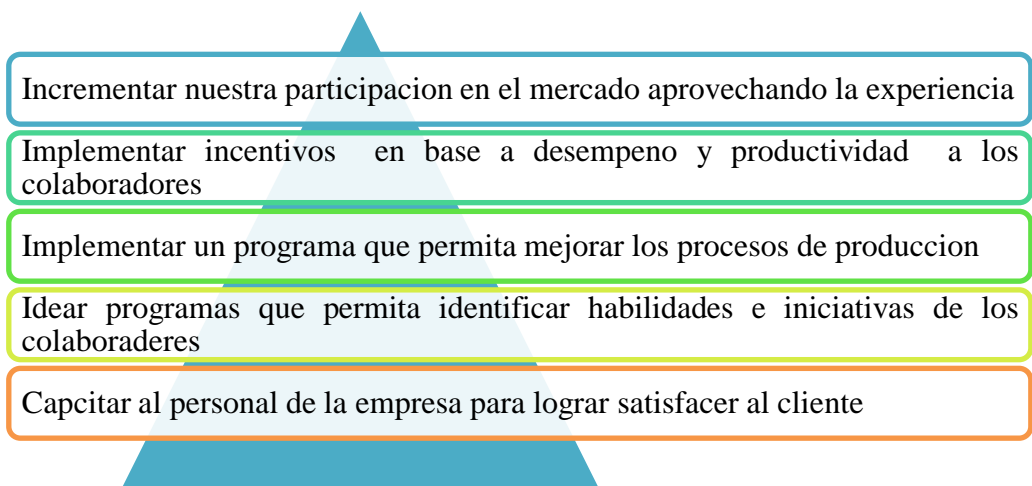 Incrementar nuestra participacion en el mercado aprovechando la experiencia
Implementar incentivos en base a desempeno y productividad a los
colaboradores
Implementar un programa que permita mejorar los procesos de produccion
Idear programas que permita identificar habilidades e iniciativas de los
colaboraderes
Capcitar al personal de la empresa para lograr satisfacer al cliente